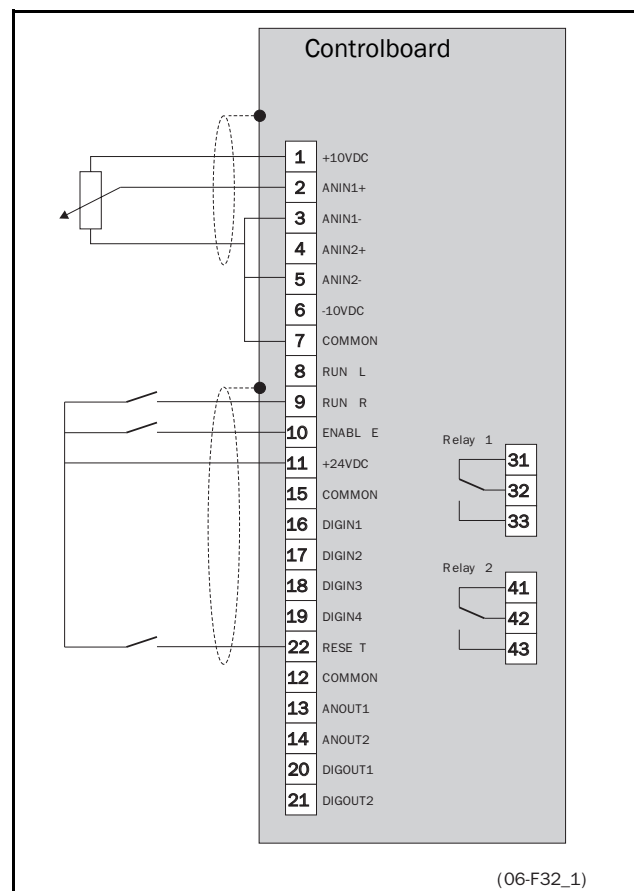 Controlboard
1 +10VDC
2 ANIN1+
3 ANIN1-
4 ANIN2+
5 ANIN2-
6 -10VDC
7 COMMON
8 RUN L
9 RUN R
10 ENABL E
11 +24VDC
15 COMMON
16 DIGIN1
17 DIGIN2
18 DIGIN3
19 DIGIN4
22 RESE T
12 COMMON
13 ANOUT1
14 ANOUT2
20 DIGOUT1
21 DIGOUT2
Relay 1
31
32
33
Relay 2
41
42
43
(06-F32_1)